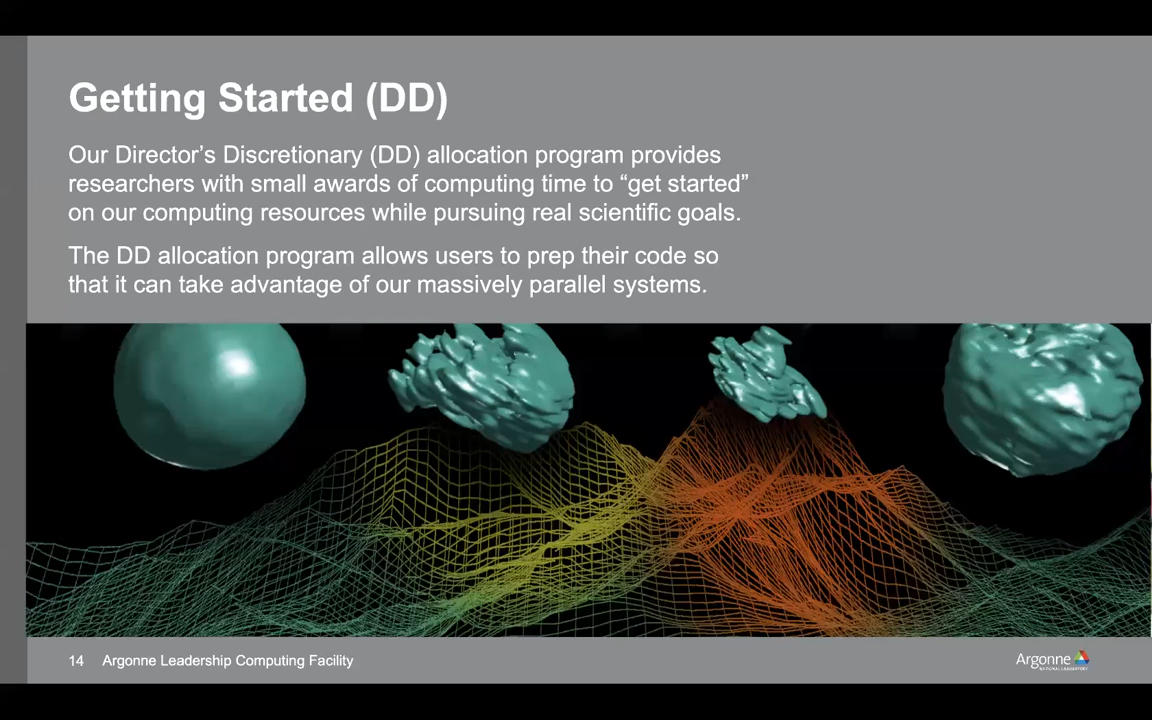 Getting Started (DD)
Our Director’s Discretionary (DD) allocation program provides
researchers with small awards of computing time to “get started”
on our computing resources while pursuing real scientific goals.
The DD allocation program allows users to prep their code so
that it can take advantage of our massively parallel systems.
14 Argonne Leadership Computing Facility
Argonne
NATIONAL LABORATORY